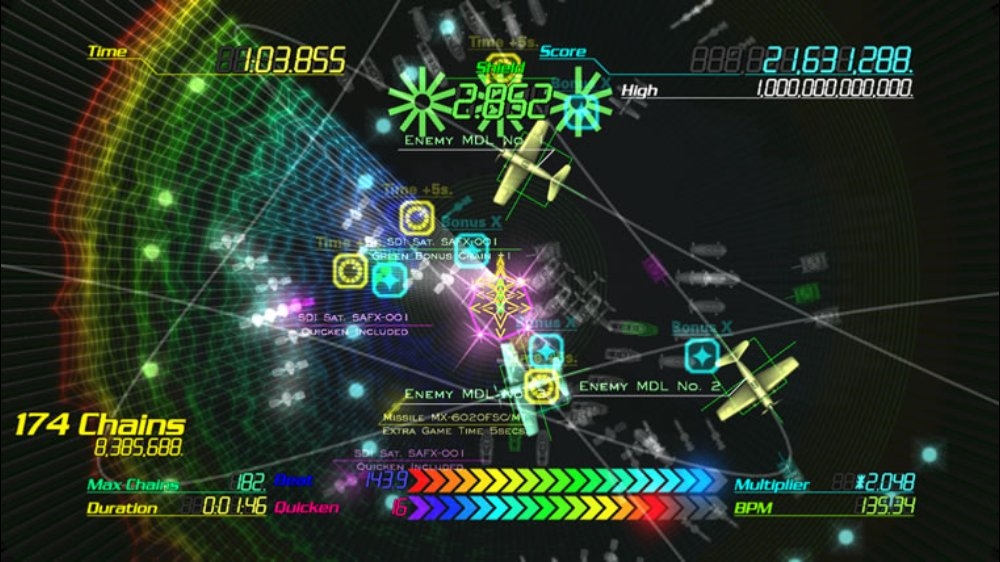 Time 1:03.855
Time +5s.
Score 21,631,288.
Shield
2:852
High 1,000,000,000,000.
ENEMY MDL No. 1
Time +5s.
Bonus X
SDI SAT. SAFX-001
GREEN BONUS CHAIN +1
SDI SAT. SAFX-001
QUICKEN INCLUDED
Bonus X
Bonus X
ENEMY MDL
ENEMY MDL No. 2
MISSILE MX-6020FSC/M
EXTRA GAME TIME 5SECS
174 Chains
8,385,688.
SDI SAT. SAFX-001
QUICKEN INCLUDED
Max Chains 182.
Beat 143.9
Multiplier *2,048
Duration 0:01:46
Quicken 16
BPM 135.34